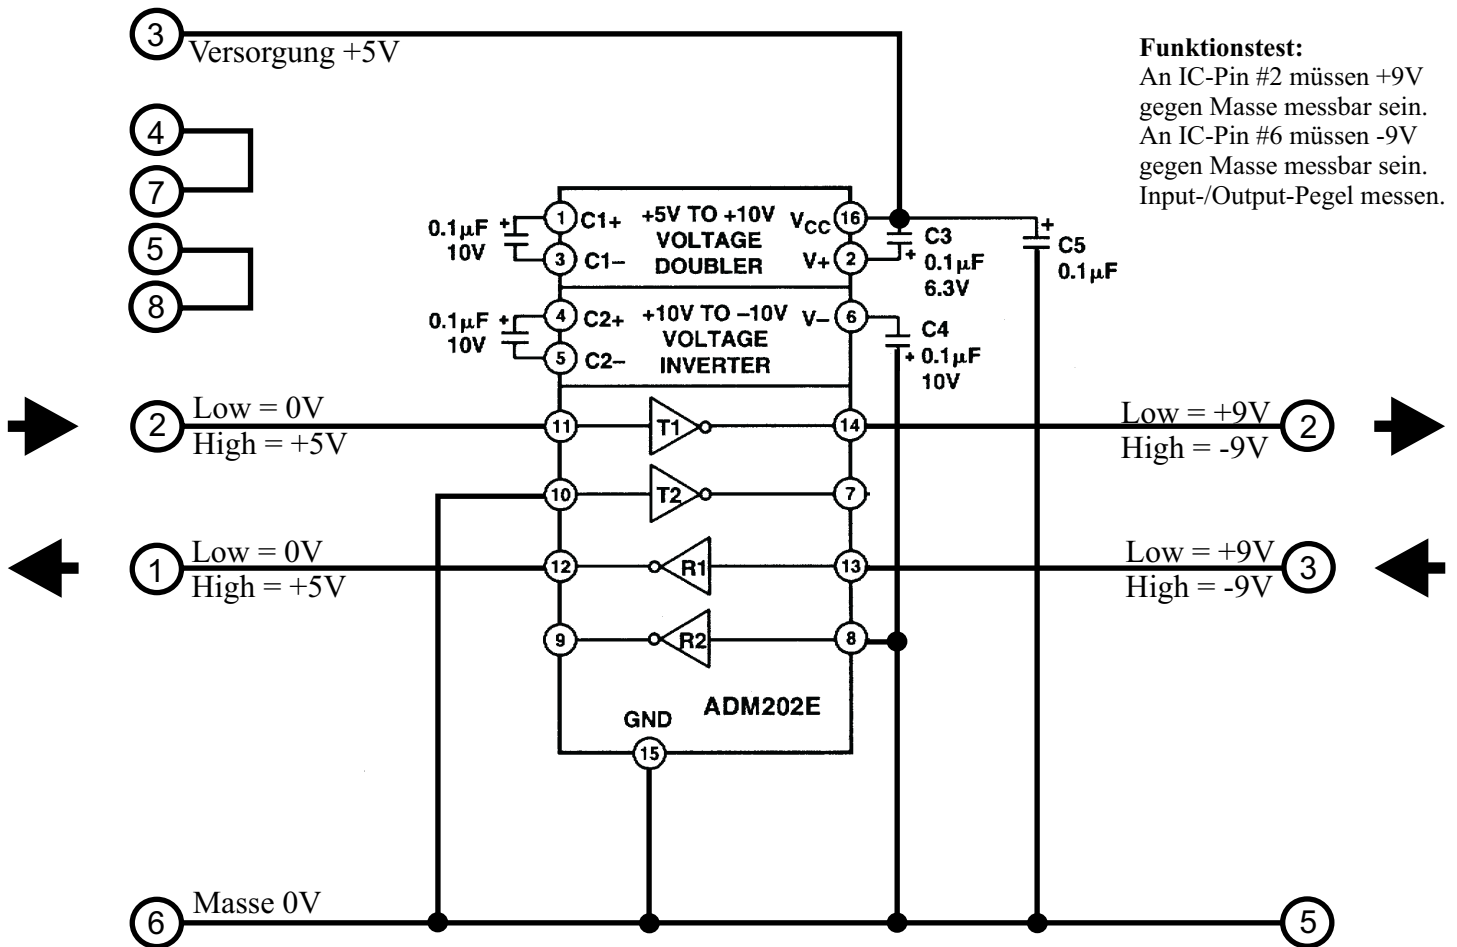 3
Versorgung +5V
Funktionstest:
An IC-Pin #2 müssen +9V
gegen Masse messbar sein.
An IC-Pin #6 müssen -9V
gegen Masse messbar sein.
Input-/Output-Pegel messen.
4
7
5
8
0.1µF +
10V
1 C1+
3 C1–
+5V TO +10V
VOLTAGE
DOUBLER
VCC 16
V+ 2
C3
+ 0.1µF
6.3V
+
C5
0.1µF
0.1µF +
10V
4 C2+
5 C2–
+10V TO –10V
VOLTAGE
INVERTER
V– 6
C4
+ 0.1µF
10V
2
Low = 0V
High = +5V
11
T1
14
Low = +9V
High = -9V
2
10
T2
7
1
Low = 0V
High = +5V
12
R1
13
Low = +9V
High = -9V
3
9
R2
8
ADM202E
GND
15
6
Masse 0V
5